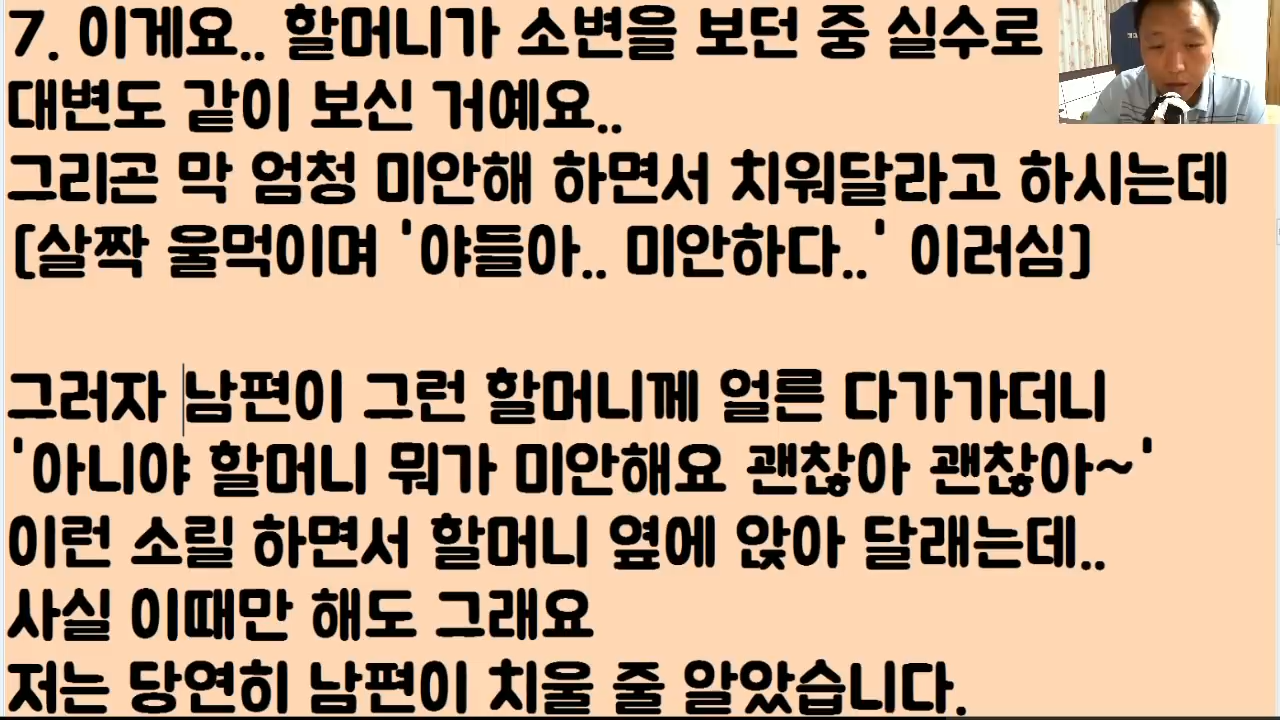 7. 이게요.. 할머니가 소변을 보던 중 실수로
대변도 같이 보신 거예요..
그리곤 막 엄청 미안해 하면서 치워달라고 하시는데
[살짝 울먹이며 '야들아.. 미안하다..' 이러심]
그러자 남편이 그런 할머니께 얼른 다가가더니
'아니야 할머니 뭐가 미안해요 괜찮아 괜찮아~'
이런 소릴 하면서 할머니 옆에 앉아 달래는데..
사실 이때만 해도 그래요
저는 당연히 남편이 치울 줄 알았습니다.